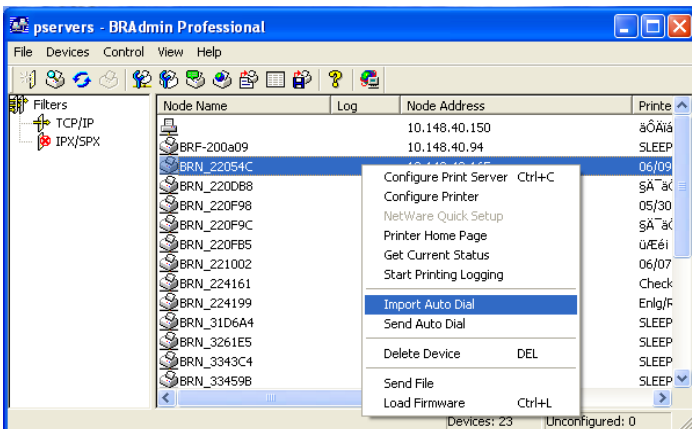 pservers - BRAdmin Professional
File Devices Control View Help
Filters
TCP/IP
IPX/SPX
Node Name Log Node Address Printe
10.148.40.150 äÔÄïá
BRF-200a09 10.148.40.94 SLEEP
BRN_22054C 06/09
BRN_220DB8 §Ä¯äÓ
BRN_220F98 05/30
BRN_220F9C §Ä¯äÓ
BRN_220FB5 ü/Eéi
BRN_221002 06/07
BRN_224161 Check
BRN_224199 Enlg/R
BRN_31D6A4 SLEEP
BRN_3261E5 SLEEP
BRN_3343C4 SLEEP
BRN_33459B SLEEP
Configure Print Server Ctrl+C
Configure Printer
NetWare Quick Setup
Printer Home Page
Get Current Status
Start Printing Logging
Import Auto Dial
Send Auto Dial
Delete Device DEL
Send File
Load Firmware Ctrl+L
Devices: 23 Unconfigured: 0